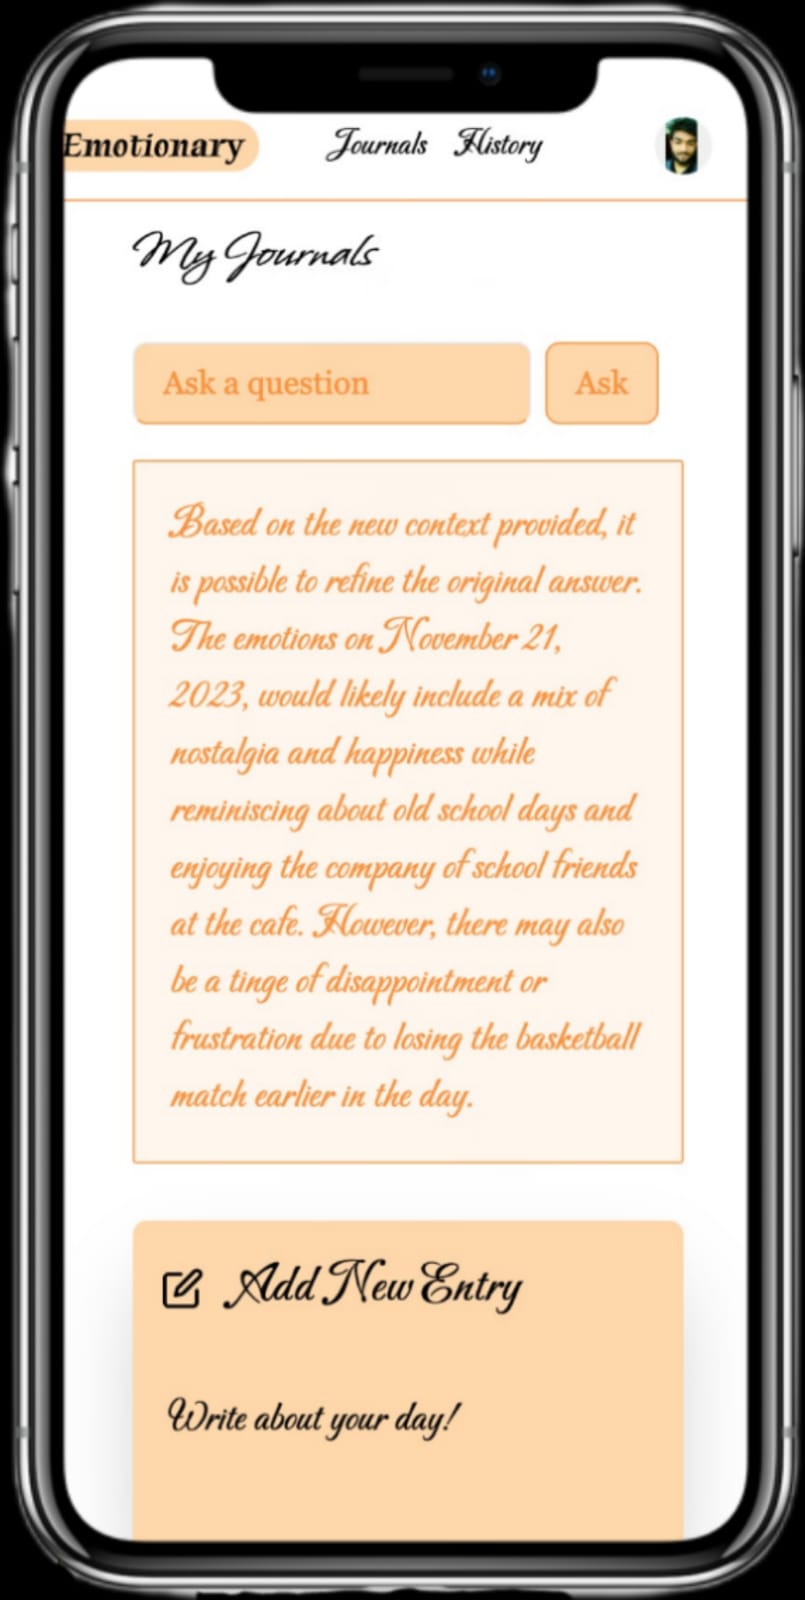 Emotionary Journals History
My Journals
Ask a question Ask
Based on the new context provided, it
is possible to refine the original answer.
The emotions on November 21,
2023, would likely include a mix of
nostalgia and happiness while
reminiscing about old school days and
enjoying the company of school friends
at the cafe. However, there may also
be a tinge of disappointment or
frustration due to losing the basketball
match earlier in the day.
Add New Entry
Write about your day!